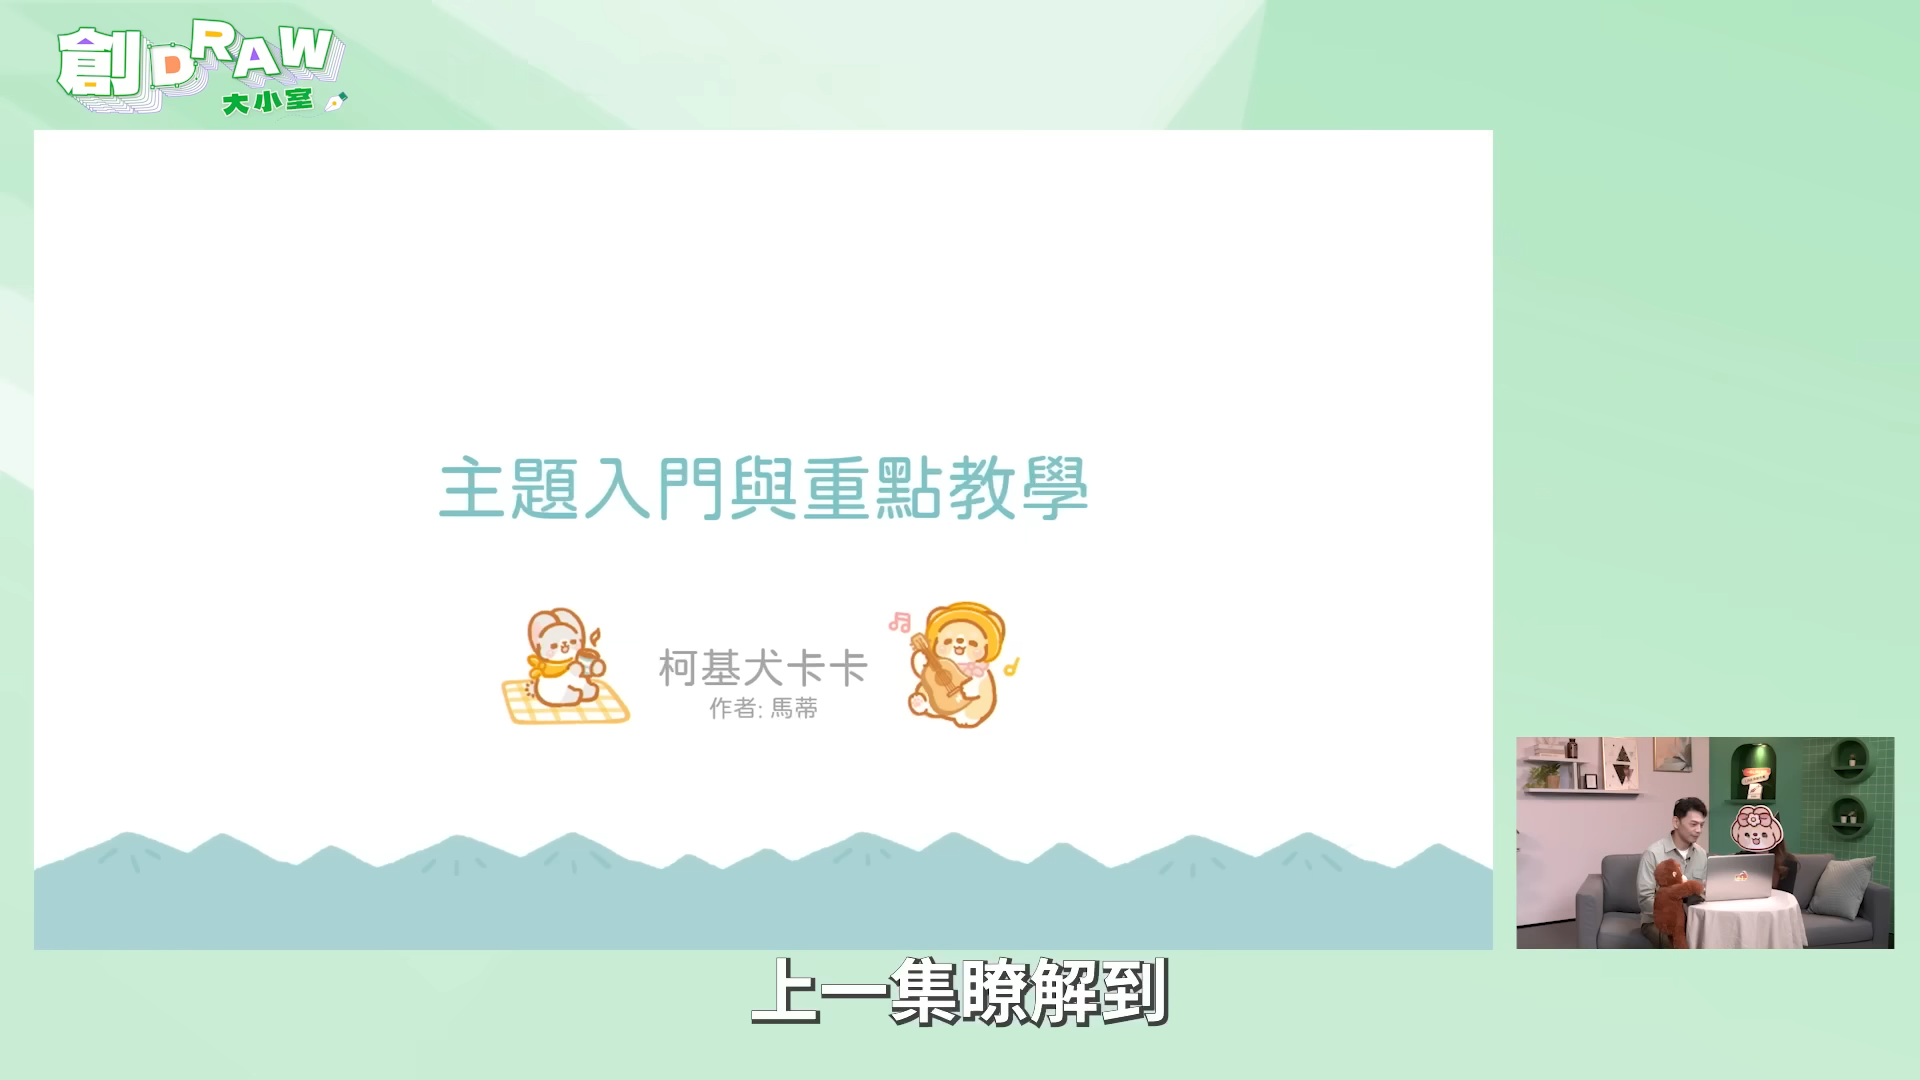 創DRAW
大小室
主題入門與重點教學
柯基犬卡卡
作者: 馬蒂
上一集瞭解到